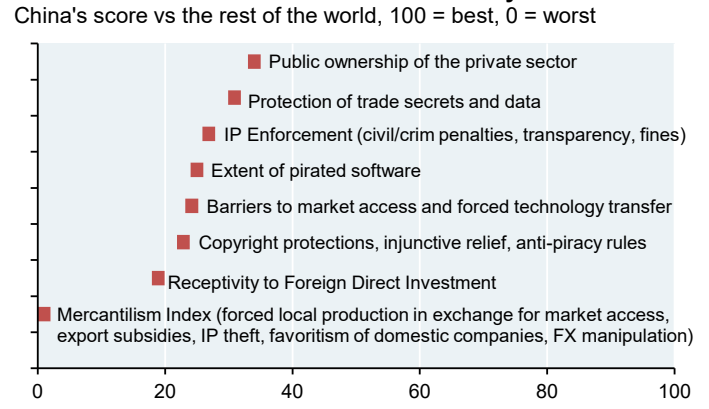 China's score vs the rest of the world, 100 = best, 0 = worst
Public ownership of the private sector
Protection of trade secrets and data
IP Enforcement (civil/crim penalties, transparency, fines)
Extent of pirated software
Barriers to market access and forced technology transfer
Copyright protections, injunctive relief, anti-piracy rules
Receptivity to Foreign Direct Investment
Mercantilism Index (forced local production in exchange for market access,
export subsidies, IP theft, favoritism of domestic companies, FX manipulation)
0 20 40 60 80 100